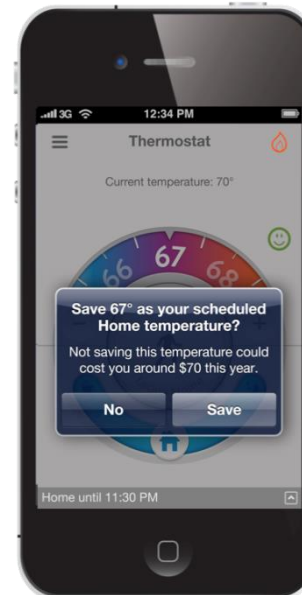 3G 12:34 PM
Thermostat
Current temperature: 70°
66 67 68
Save 67° as your scheduled
Home temperature?
Not saving this temperature could
cost you around $70 this year.
No Save
Home until 11:30 PM